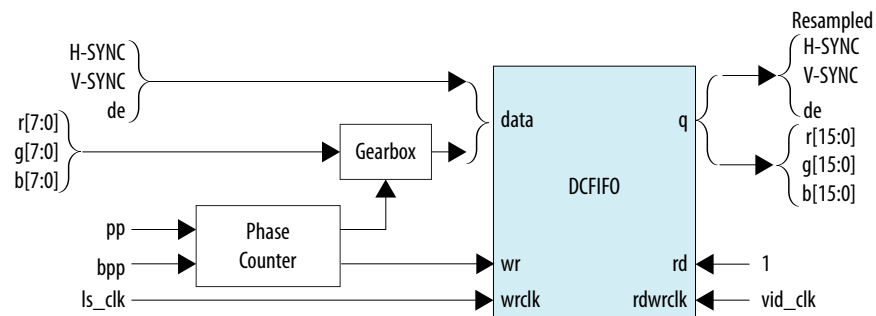 H-SYNC
V-SYNC
de
r[7:0]
g[7:0]
b[7:0]
pp
bpp
ls_clk
Gearbox
Phase
Counter
data
wr
wrclk
DCFIFO
q
rd
rdwrclk
Resampled
H-SYNC
V-SYNC
de
r[15:0]
g[15:0]
b[15:0]
1
vid_clk